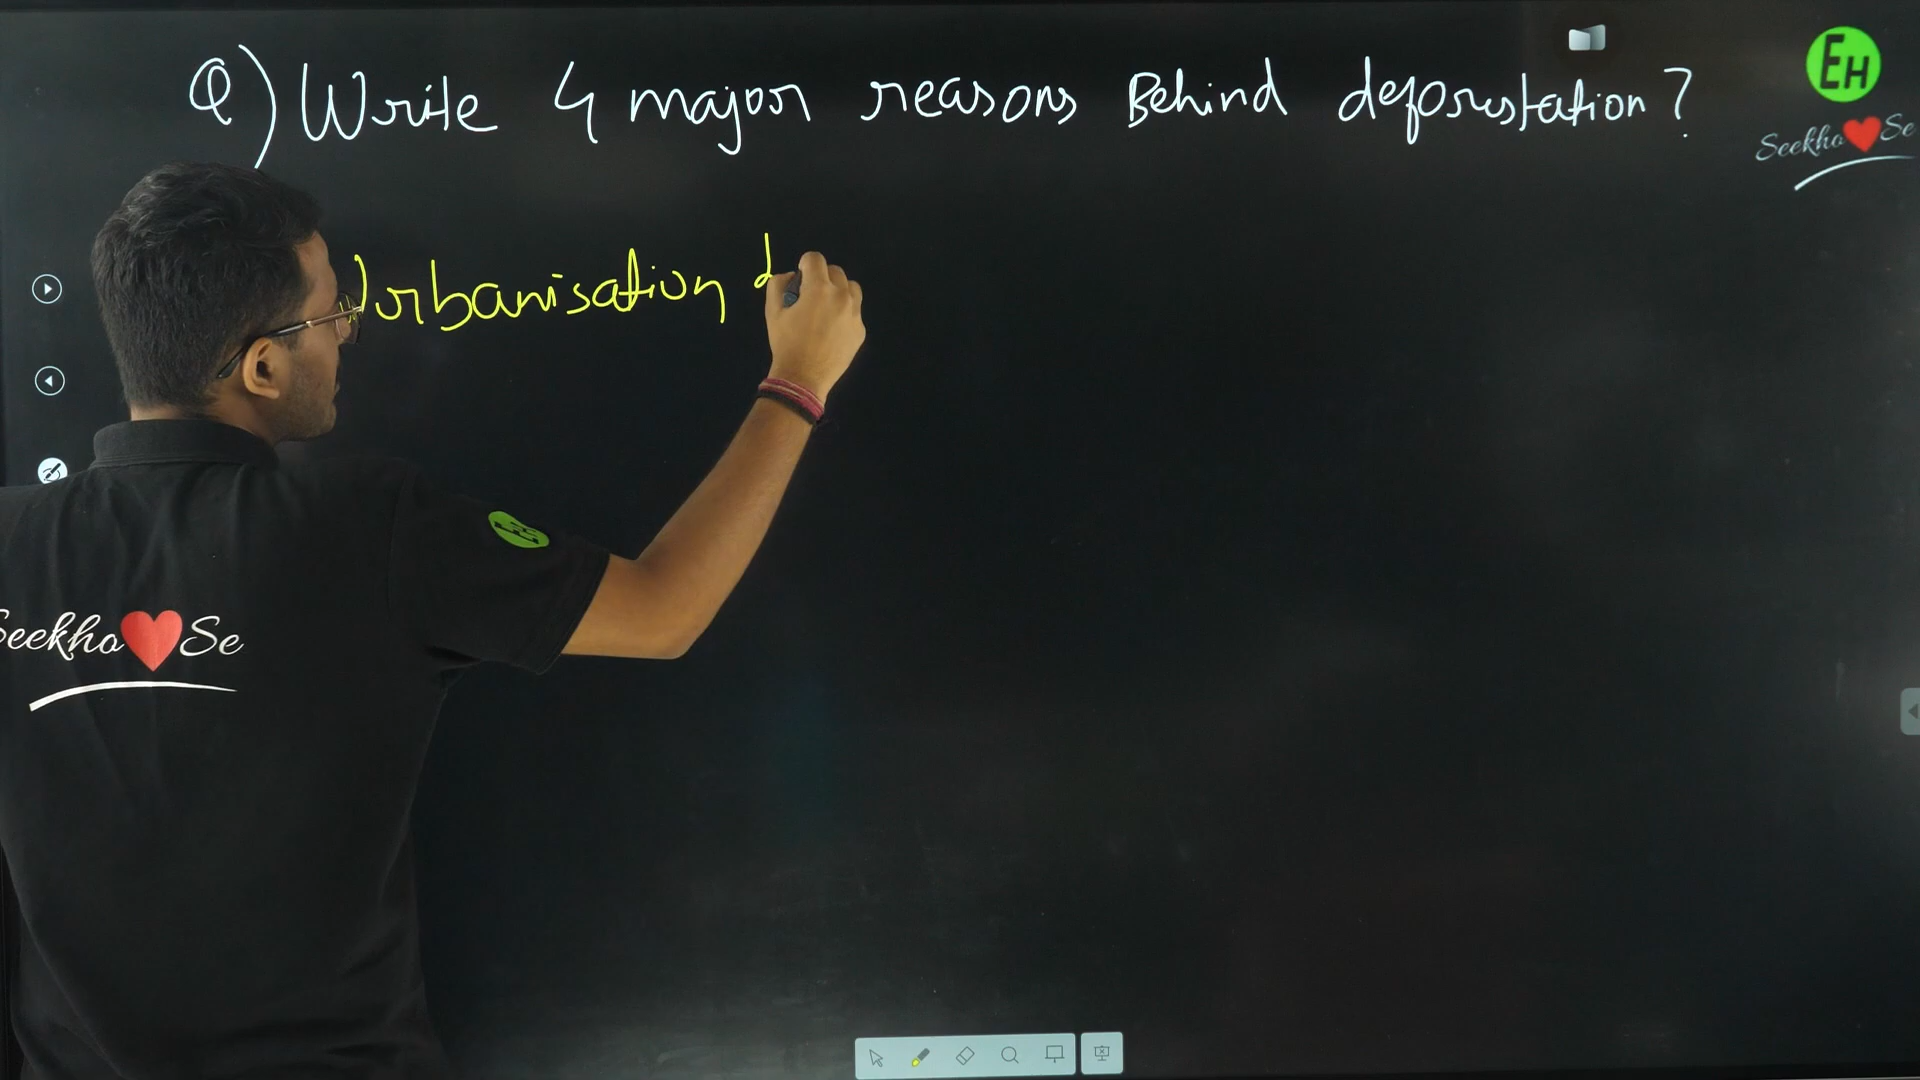 Q) Write 4 major reasons Behind deforestation?
EH
Seekho ❤️ Se
urbanisation
Seekho ❤️ Se